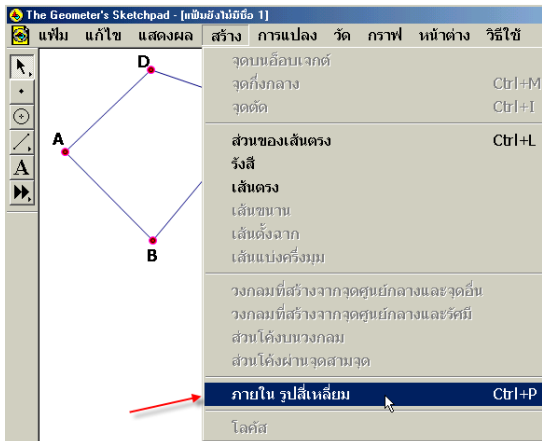 The Geometer's Sketchpad - [แฟ้มยังไม่มีชื่อ 1]
แฟ้ม แก้ไข แสดงผล สร้าง การแปลง วัด กราฟ หน้าต่าง วิธีใช้
จุดบนอ็อบเจกต์
จุดกึ่งกลาง Ctrl+M
จุดตัด Ctrl+I
ส่วนของเส้นตรง Ctrl+L
รังสี
เส้นตรง
เส้นขนาน
เส้นตั้งฉาก
เส้นแบ่งครึ่งมุม
วงกลมที่สร้างจากจุดศูนย์กลางและจุดอื่น
วงกลมที่สร้างจากจุดศูนย์กลางและรัศมี
ส่วนโค้งบนวงกลม
ส่วนโค้งผ่านจุดสามจุด
ภายใน รูปสี่เหลี่ยม Ctrl+P
โลคัส
A
D
A
B